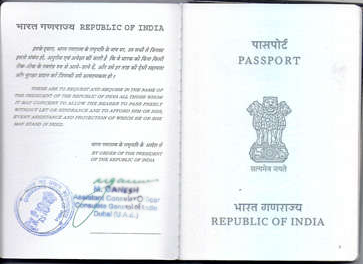 भारत गणराज्य REPUBLIC OF INDIA
इसके द्वारा, भारत गणराज्य के राष्ट्रपति के नाम पर, उन सभी से जिनका
इससे संबंध हो, अनुरोध एवं अपेक्षा की जाती है कि वे धारक को बिना किसी
रोक-टोक के स्वतंत्र रूप से आने-जाने दें, और उसे हर तरह की ऐसी सहायता
और सुरक्षा प्रदान करें जिसकी उसे आवश्यकता हो।
THESE ARE TO REQUEST AND REQUIRE IN THE NAME OF
THE PRESIDENT OF THE REPUBLIC OF INDIA ALL THOSE WHOM
IT MAY CONCERN TO ALLOW THE BEARER TO PASS FREELY
WITHOUT LET OR HINDRANCE AND TO AFFORD HIM OR HER,
EVERY ASSISTANCE AND PROTECTION OF WHICH HE OR SHE
MAY STAND IN NEED.
भारत गणराज्य के राष्ट्रपति के आदेश से
BY ORDER OF THE PRESIDENT
OF THE REPUBLIC OF INDIA
M. GANESH
Assistant
Consulate General of India
Dubai (U.A.E.)
पासपोर्ट
PASSPORT
सत्यमेव जयते
भारत गणराज्य
REPUBLIC OF INDIA